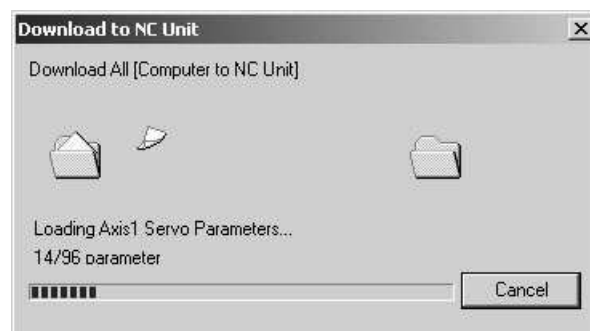 Download to NC Unit
Download All [Computer to NC Unit]
Loading Axis1 Servo Parameters...
14/96 parameter
Cancel